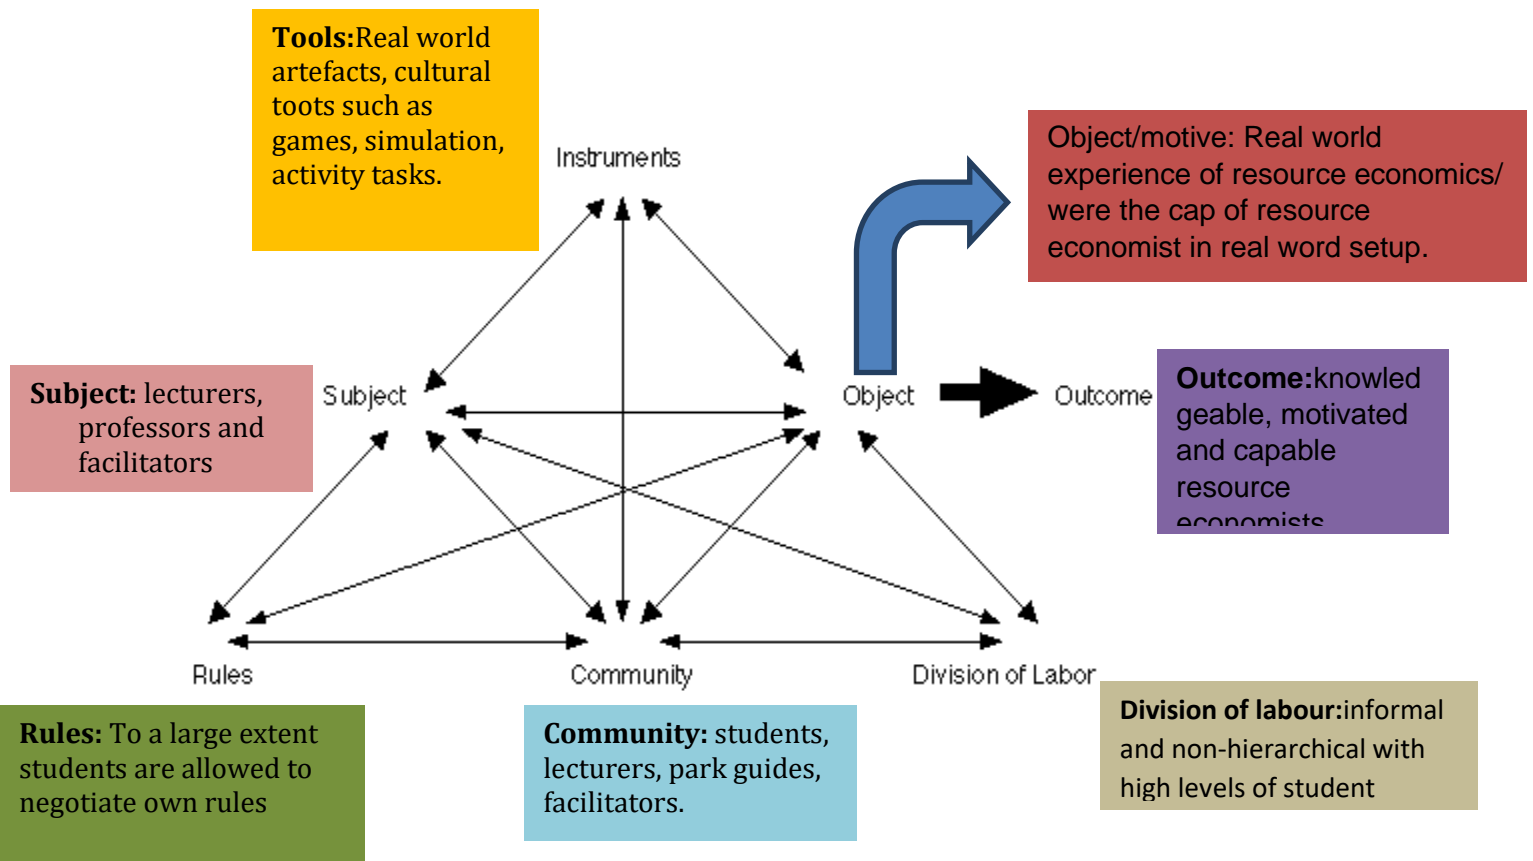 Tools:Real world
artefacts, cultural
toots such as
games, simulation,
activity tasks.
Instruments
Object/motive: Real world
experience of resource economics/
were the cap of resource
economist in real word setup.
Subject: lecturers,
professors and
facilitators
Subject
Object
Outcome
Outcome:knowled
geable, motivated
and capable
resource
economists
Rules
Community
Division of Labor
Rules: To a large extent
students are allowed to
negotiate own rules
Community: students,
lecturers, park guides,
facilitators.
Division of labour:informal
and non-hierarchical with
high levels of student